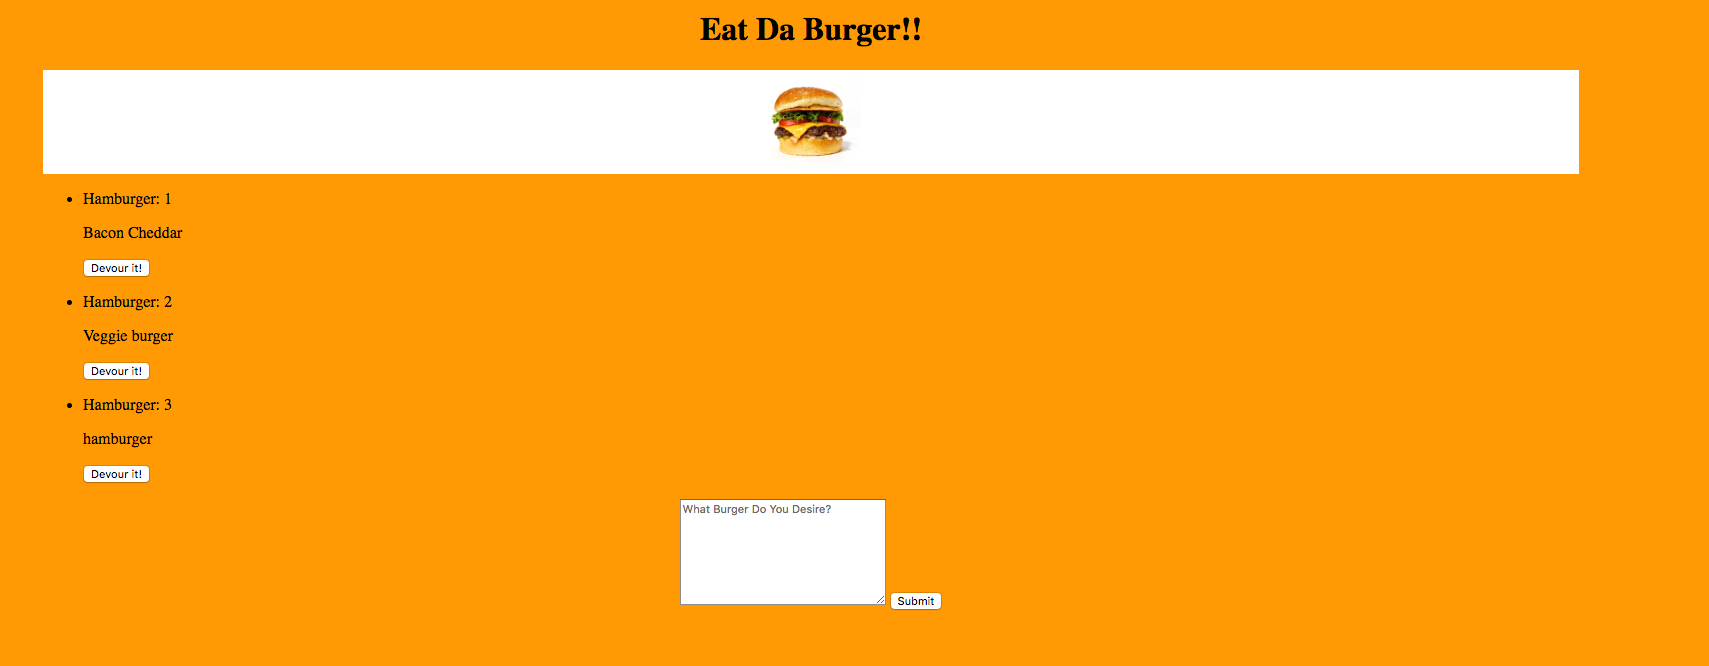 Eat Da Burger!!
Hamburger: 1
Bacon Cheddar
Devour it!
Hamburger: 2
Veggie burger
Devour it!
Hamburger: 3
hamburger
Devour it!
What Burger Do You Desire?
Submit